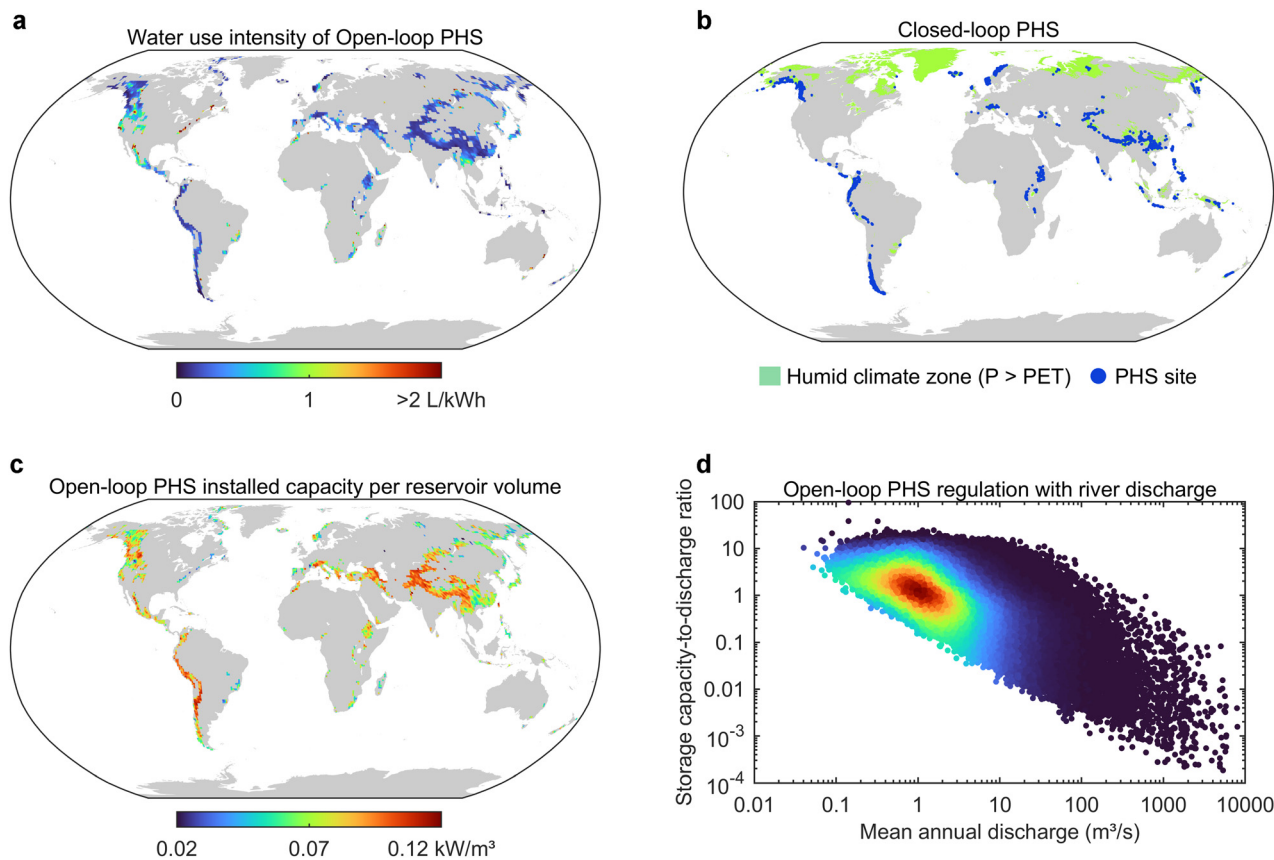 a
Water use intensity of Open-loop PHS
0
1
>2 L/kWh
b
Closed-loop PHS
Humid climate zone (P > PET)
PHS site
c
Open-loop PHS installed capacity per reservoir volume
0.02
0.07
0.12 kW/m³
d
Open-loop PHS regulation with river discharge
Storage capacity-to-discharge ratio
100
10
1
0.1
0.01
10⁻³
10⁻⁴
0.01
0.1
1
10
100
1000
10000
Mean annual discharge (m³/s)